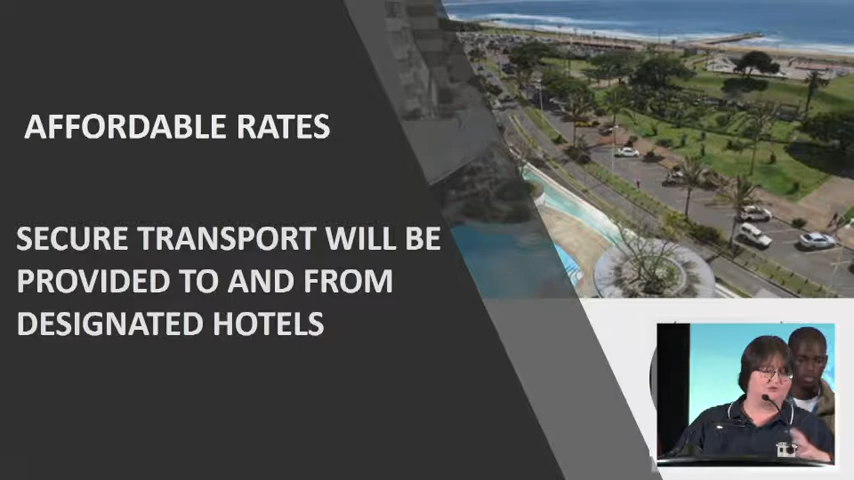 AFFORDABLE RATES
SECURE TRANSPORT WILL BE
PROVIDED TO AND FROM
DESIGNATED HOTELS